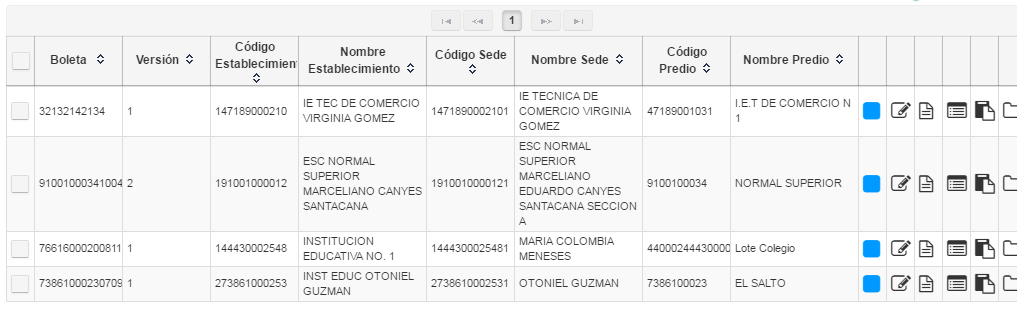 1
Boleta Versión Código Establecimient Nombre Establecimiento Código Sede Nombre Sede Código Predio Nombre Predio
32132142134 1 147189000210 IE TEC DE COMERCIO VIRGINIA GOMEZ 1471890002101 IE TECNICA DE COMERCIO VIRGINIA GOMEZ 47189001031 I.E.T DE COMERCIO N 1
91001000341004 2 191001000012 ESC NORMAL SUPERIOR MARCELIANO CANYES SANTACANA 1910010000121 ESC NORMAL SUPERIOR MARCELIANO EDUARDO CANYES SANTACANA SECCION A 9100100034 NORMAL SUPERIOR
76616000200811 1 144430002548 INSTITUCION EDUCATIVA NO. 1 1444300025481 MARIA COLOMBIA MENESES 44000244430000 Lote Colegio
73861000230709 1 273861000253 INST EDUC OTONIEL GUZMAN 2738610002531 OTONIEL GUZMAN 7386100023 EL SALTO